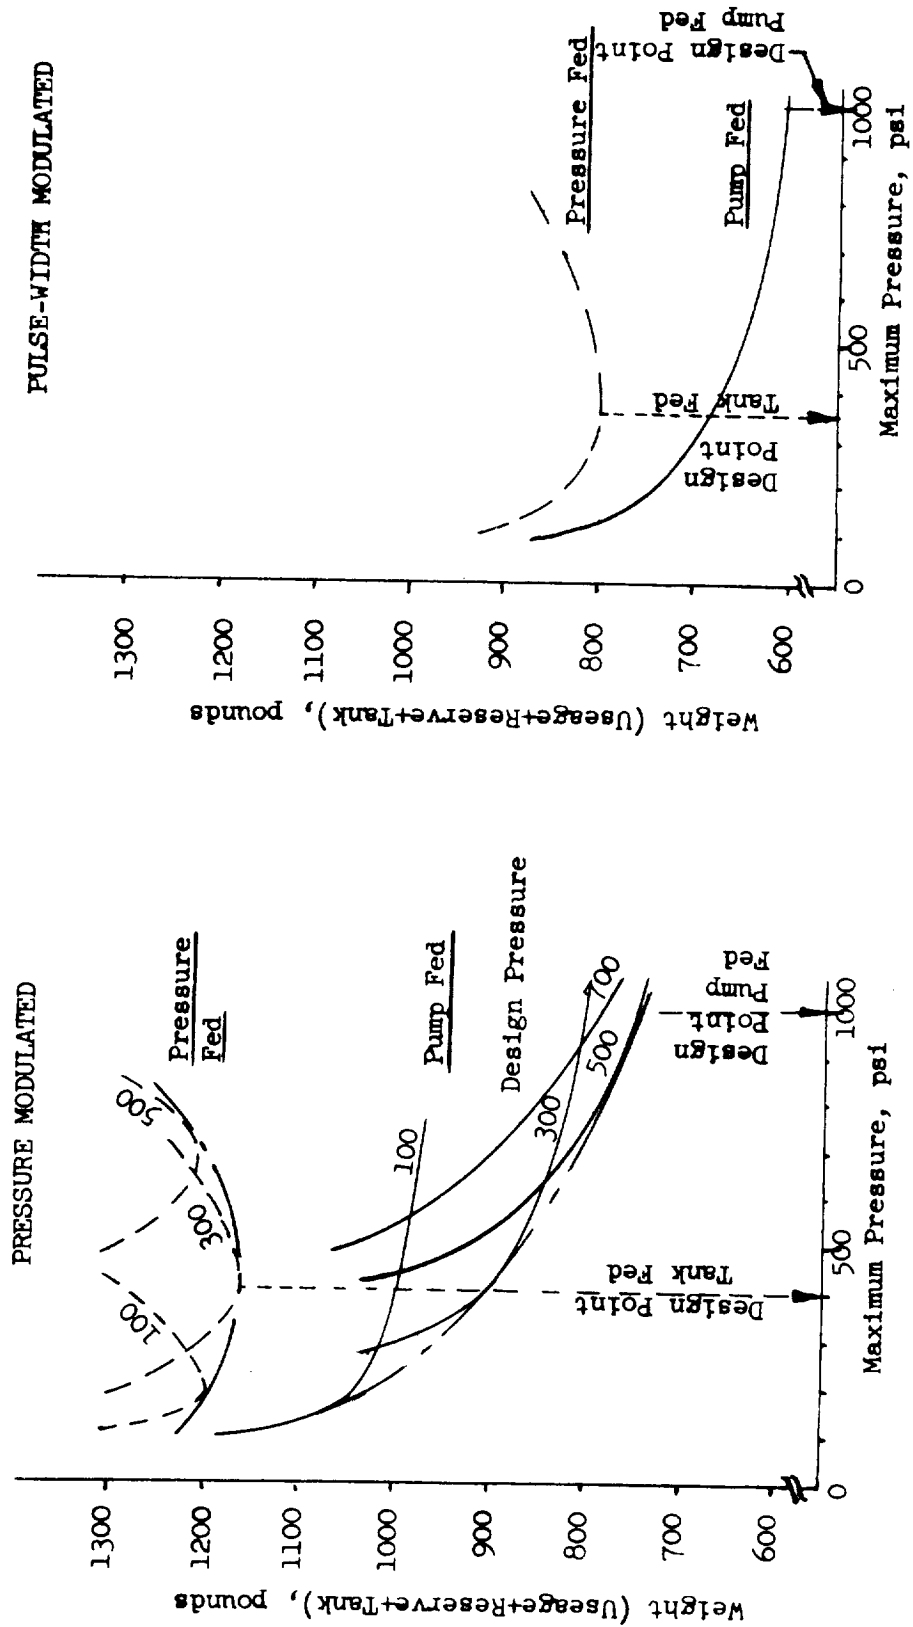 PRESSURE MODULATED
1300
1200
1100
1000
900
800
700
600
Weight (Useage+Reserve+Tank), pounds
100
300
500
Pressure
Fed
Pump Fed
Design Pressure
100
300
500
700
Design Point
Tank Fed
Design
Point
Pump
Fed
0
500
1000
Maximum Pressure, psi
PULSE-WIDTH MODULATED
1300
1200
1100
1000
900
800
700
600
Weight (Useage+Reserve+Tank), pounds
Pressure Fed
Pump Fed
Design
Point
Tank Fed
Design Point
Pump Fed
0
500
1000
Maximum Pressure, psi